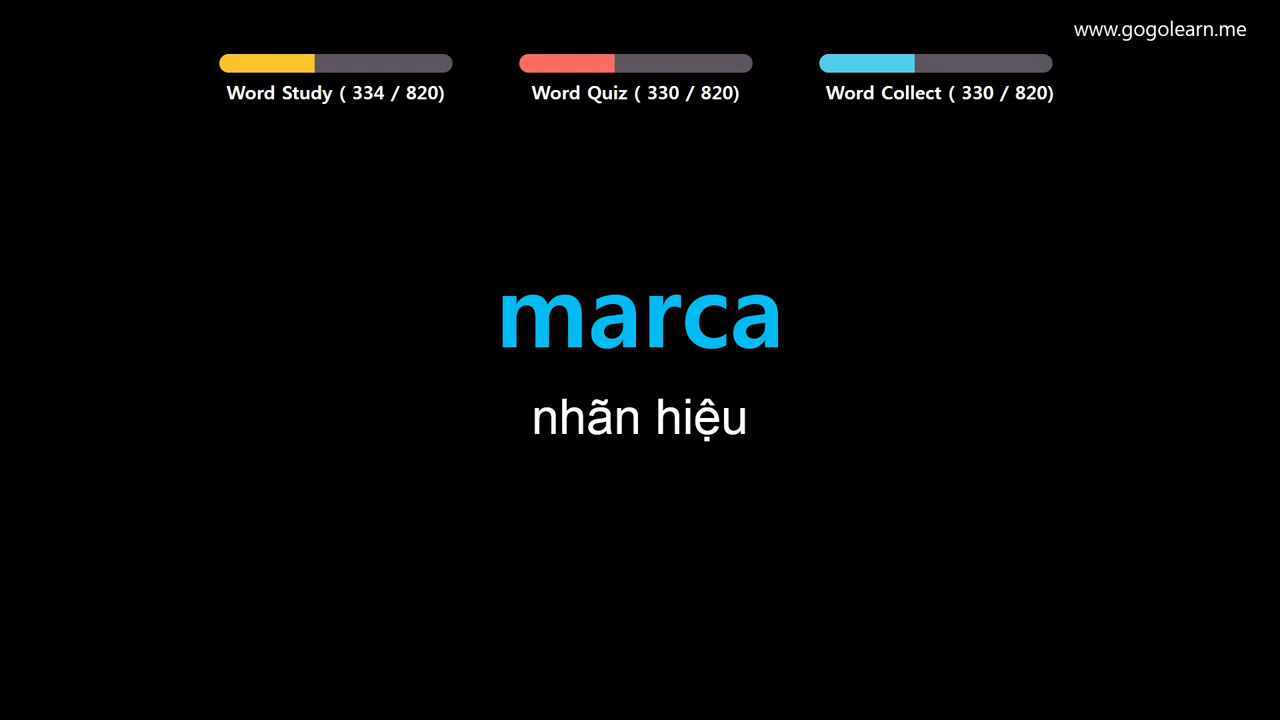 www.gogolearn.me
Word Study ( 334 / 820)
Word Quiz ( 330 / 820)
Word Collect ( 330 / 820)
marca
nhãn hiệu